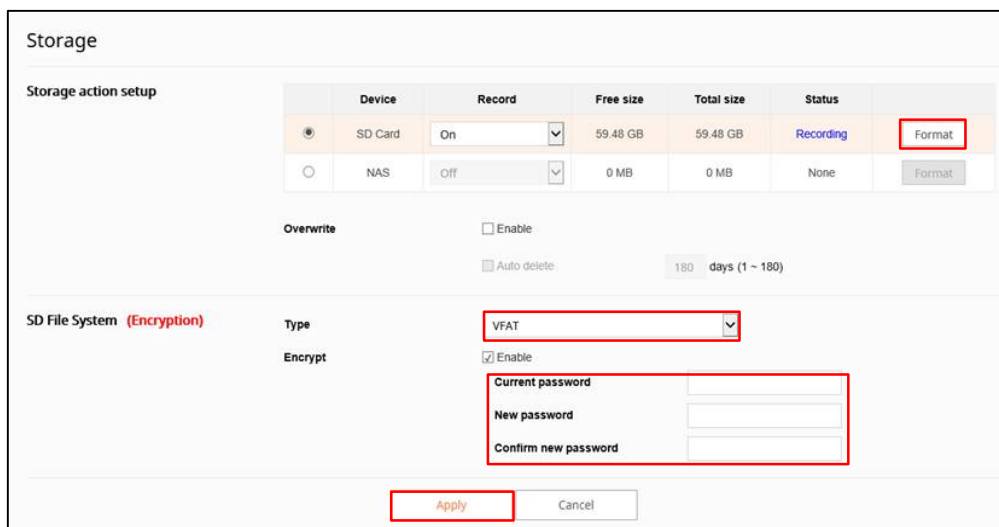 Storage
Storage action setup
Device Record Free size Total size Status
SD Card On 59.48 GB 59.48 GB Recording Format
NAS Off 0 MB 0 MB None Format
Overwrite Enable
Auto delete 180 days (1 ~ 180)
SD File System (Encryption) Type VFAT
Encrypt Enable
Current password
New password
Confirm new password
Apply Cancel